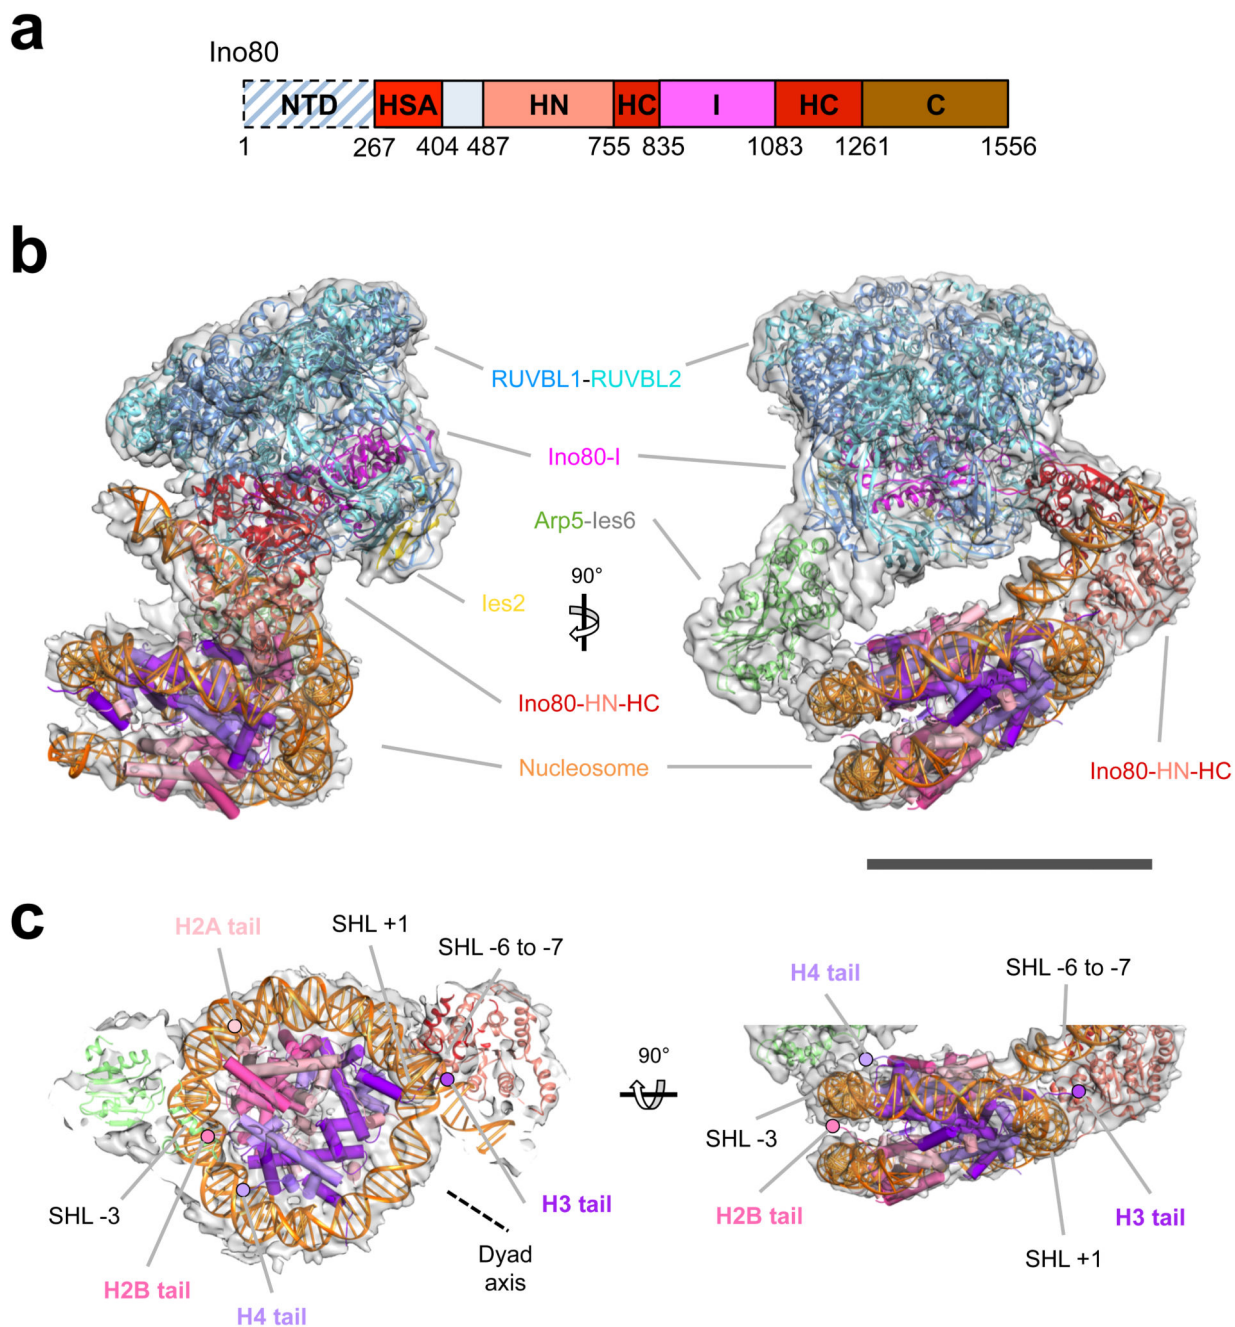 a
Ino80
NTD HSA HN HC I HC C
1 267 404 487 755 835 1083 1261 1556
b
RUVBL1-RUVBL2
Ino80-I
Arp5-Ies6
90°
Ies2
Ino80-HN-HC
Nucleosome
Ino80-HN-HC
c
H2A tail
SHL +1
SHL -6 to -7
SHL -3
H2B tail
H4 tail
H3 tail
Dyad
axis
90°
H4 tail
SHL -6 to -7
SHL -3
H2B tail
H3 tail
SHL +1